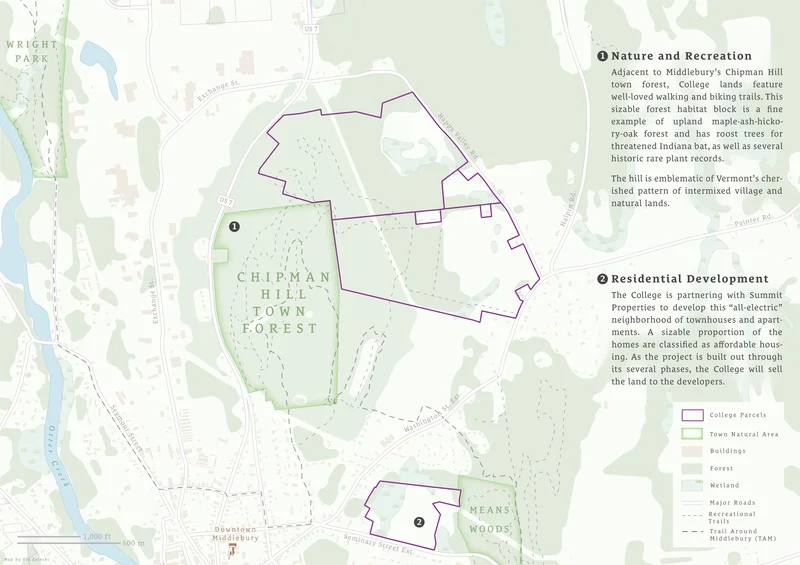 WRIGHT
PARK
US 7
Exchange St.
Happy Valley Rd.
US 7
1
CHIPMAN
HILL
TOWN
FOREST
Halpin Rd.
Painter Rd.
Exchange St.
Seymour Street
Washington St. Ext
Otter Creek
MEANS
WOODS
2
Downtown
Middlebury
Seminary Street Ext
1,000 ft
500 m
1 Nature and Recreation
Adjacent to Middlebury's Chipman Hill
town forest, College lands feature
well-loved walking and biking trails. This
sizable forest habitat block is a fine
example of upland maple-ash-hicko-
ry-oak forest and has roost trees for
threatened Indiana bat, as well as several
historic rare plant records.
The hill is emblematic of Vermont's cher-
ished pattern of intermixed village and
natural lands.
2 Residential Development
The College is partnering with Summit
Properties to develop this “all-electric”
neighborhood of townhouses and apart-
ments. A sizable proportion of the
homes are classified as affordable hous-
ing. As the project is built out through
its several phases, the College will sell
the land to the developers.
College Parcels
Town Natural Area
Buildings
Forest
Wetland
Major Roads
Recreational
Trails
Trail Around
Middlebury (TAM)